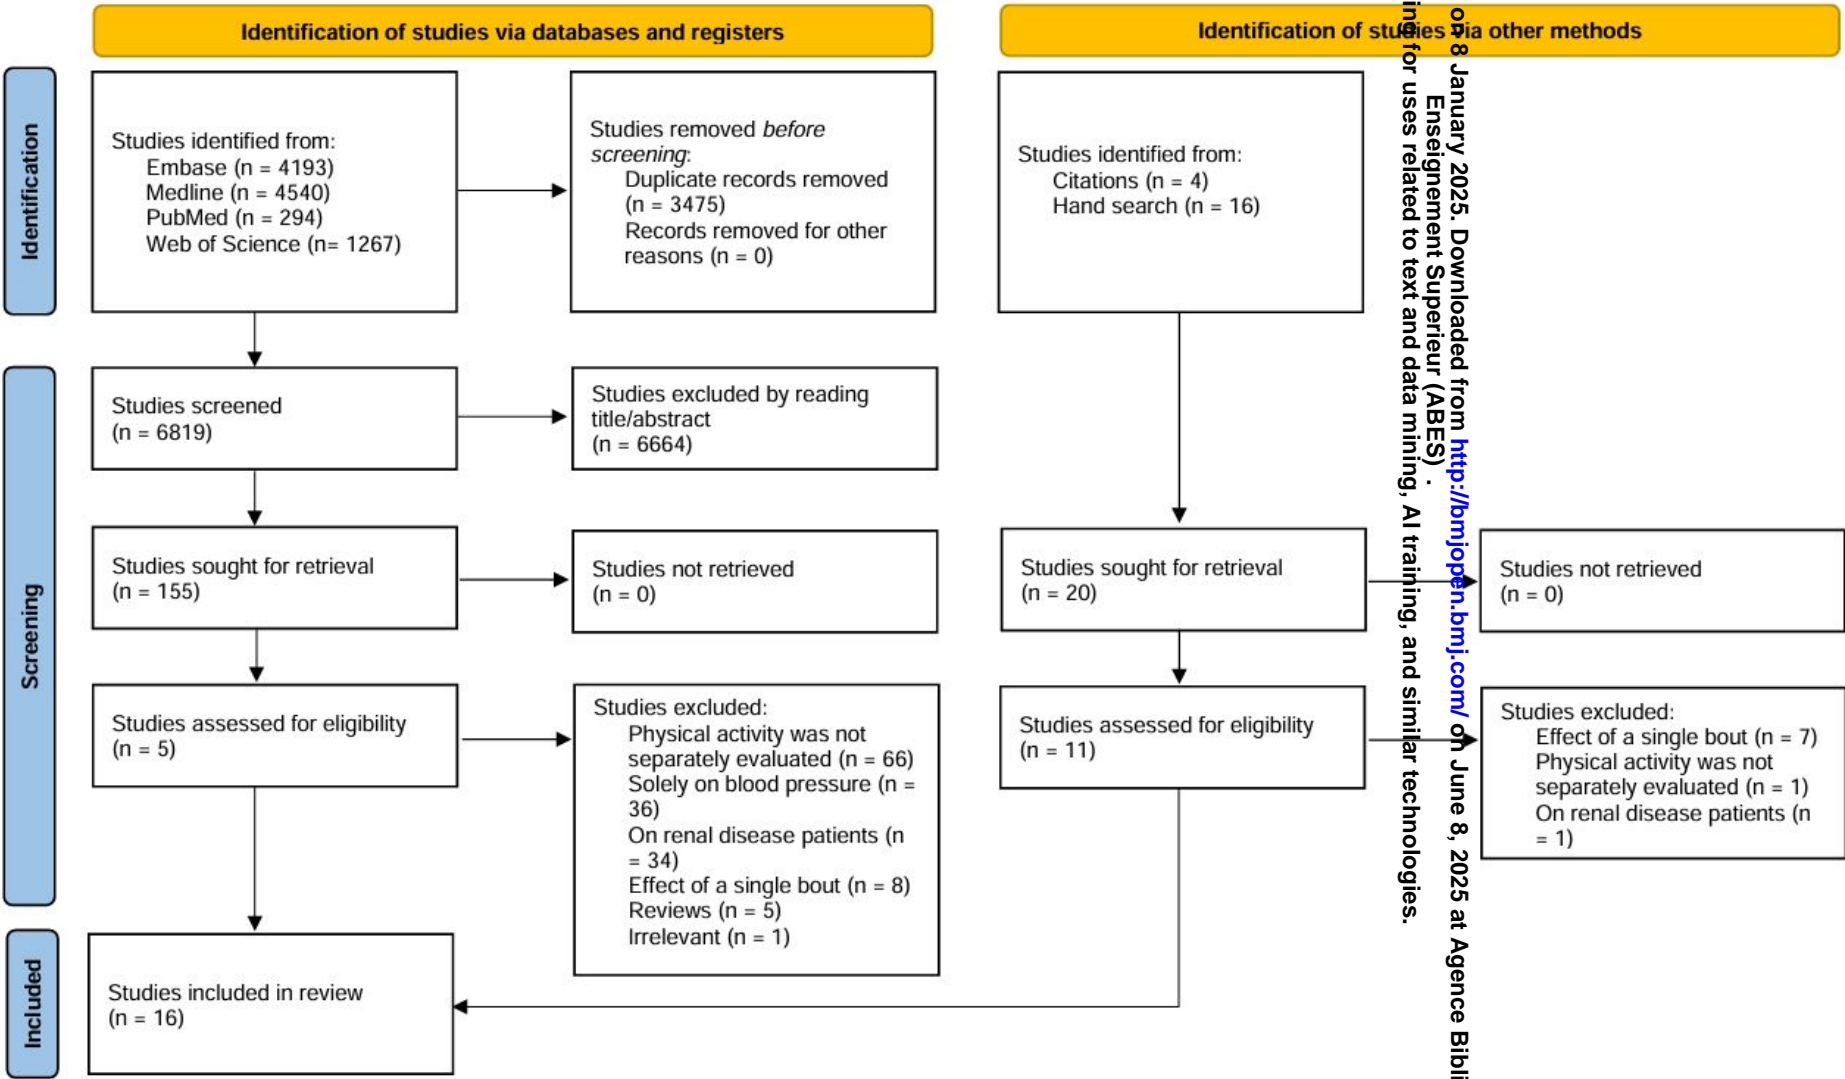 Identification of studies via databases and registers
Identification of studies via other methods
Identification
Studies identified from:
Embase (n = 4193)
Medline (n = 4540)
PubMed (n = 294)
Web of Science (n= 1267)
Studies removed before
screening:
Duplicate records removed
(n = 3475)
Records removed for other
reasons (n = 0)
Studies identified from:
Citations (n = 4)
Hand search (n = 16)
Screening
Studies screened
(n = 6819)
Studies excluded by reading
title/abstract
(n = 6664)
Studies sought for retrieval
(n = 155)
Studies not retrieved
(n = 0)
Studies sought for retrieval
(n = 20)
Studies not retrieved
(n = 0)
Studies assessed for eligibility
(n = 5)
Studies excluded:
Physical activity was not
separately evaluated (n = 66)
Solely on blood pressure (n =
36)
On renal disease patients (n
= 34)
Effect of a single bout (n = 8)
Reviews (n = 5)
Irrelevant (n = 1)
Studies assessed for eligibility
(n = 11)
Studies excluded:
Effect of a single bout (n = 7)
Physical activity was not
separately evaluated (n = 1)
On renal disease patients (n
= 1)
Included
Studies included in review
(n = 16)
on 8 January 2025. Downloaded from http://bmjopen.bmj.com/ on June 8, 2025 at Agence Bibli
Enseignement Superieur (ABES) .
ing for uses related to text and data mining, AI training, and similar technologies.